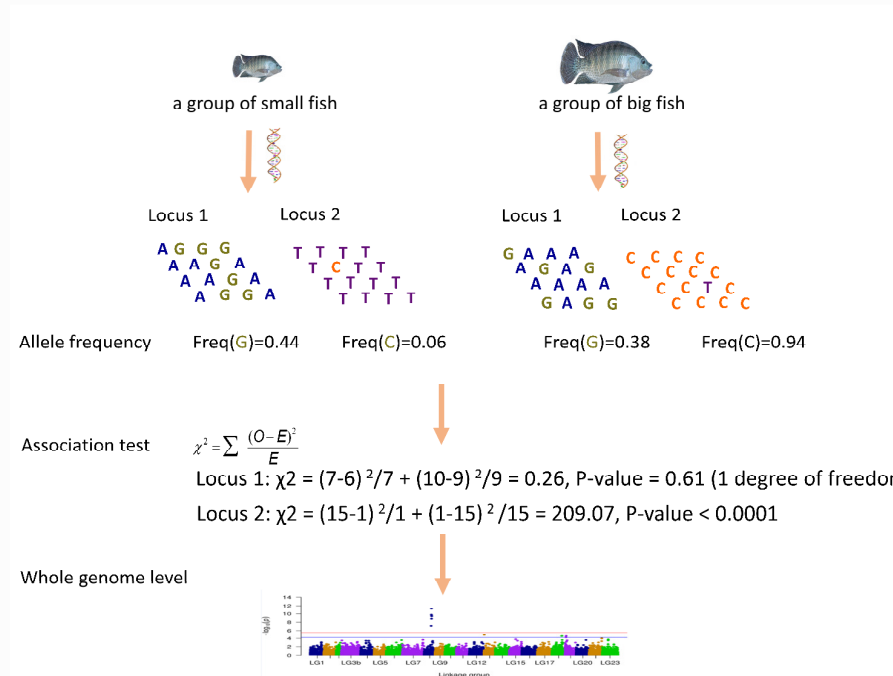 a group of small fish
a group of big fish
Locus 1
Locus 2
Locus 1
Locus 2
A G G G
A A G A
A A G A
A G G A
T T T T
T C T T
T T T T
T T T T
G A A A
A G A G
A A A A
G A G G
C C C C
C C C C
C C T C
C C C C
Allele frequency
Freq(G)=0.44
Freq(C)=0.06
Freq(G)=0.38
Freq(C)=0.94
Association test
χ² = ∑ (O−E)² / E
Locus 1: χ2 = (7-6) ²/7 + (10-9) ²/9 = 0.26, P-value = 0.61 (1 degree of freedom
Locus 2: χ2 = (15-1) ²/1 + (1-15) ² /15 = 209.07, P-value < 0.0001
Whole genome level
14
12
10
8
6
4
2
0
-log₁₀(p)
LG1 LG3b LG5 LG7 LG9 LG12 LG15 LG17 LG20 LG23
Linkage group